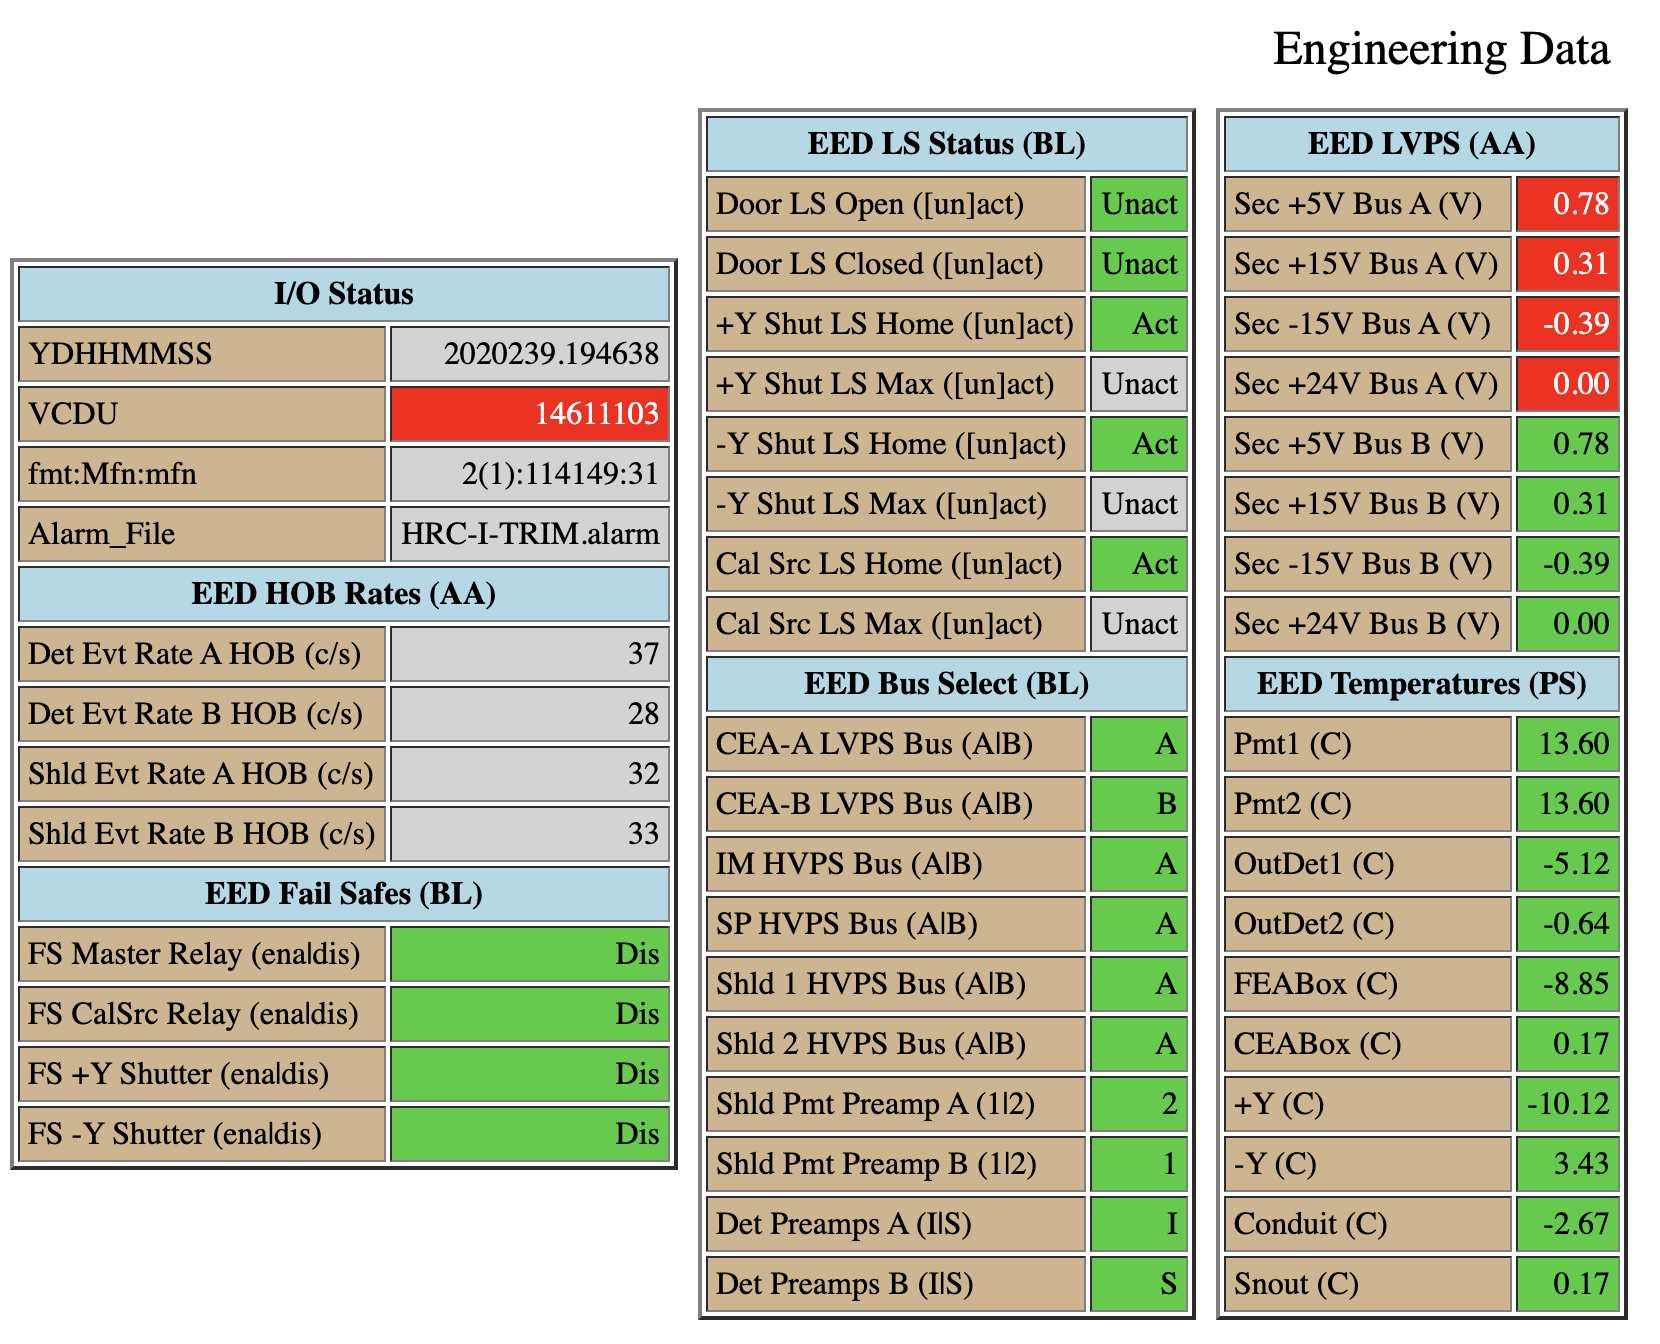 Engineering Data
I/O Status
YDHHMMSS 2020239.194638
VCDU 14611103
fmt:Mfn:mfn 2(1):114149:31
Alarm_File HRC-I-TRIM.alarm
EED HOB Rates (AA)
Det Evt Rate A HOB (c/s) 37
Det Evt Rate B HOB (c/s) 28
Shld Evt Rate A HOB (c/s) 32
Shld Evt Rate B HOB (c/s) 33
EED Fail Safes (BL)
FS Master Relay (ena|dis) Dis
FS CalSrc Relay (ena|dis) Dis
FS +Y Shutter (ena|dis) Dis
FS -Y Shutter (ena|dis) Dis
EED LS Status (BL)
Door LS Open ([un]act) Unact
Door LS Closed ([un]act) Unact
+Y Shut LS Home ([un]act) Act
+Y Shut LS Max ([un]act) Unact
-Y Shut LS Home ([un]act) Act
-Y Shut LS Max ([un]act) Unact
Cal Src LS Home ([un]act) Act
Cal Src LS Max ([un]act) Unact
EED Bus Select (BL)
CEA-A LVPS Bus (A|B) A
CEA-B LVPS Bus (A|B) B
IM HVPS Bus (A|B) A
SP HVPS Bus (A|B) A
Shld 1 HVPS Bus (A|B) A
Shld 2 HVPS Bus (A|B) A
Shld Pmt Preamp A (1|2) 2
Shld Pmt Preamp B (1|2) 1
Det Preamps A (I|S) I
Det Preamps B (I|S) S
EED LVPS (AA)
Sec +5V Bus A (V) 0.78
Sec +15V Bus A (V) 0.31
Sec -15V Bus A (V) -0.39
Sec +24V Bus A (V) 0.00
Sec +5V Bus B (V) 0.78
Sec +15V Bus B (V) 0.31
Sec -15V Bus B (V) -0.39
Sec +24V Bus B (V) 0.00
EED Temperatures (PS)
Pmt1 (C) 13.60
Pmt2 (C) 13.60
OutDet1 (C) -5.12
OutDet2 (C) -0.64
FEABox (C) -8.85
CEABox (C) 0.17
+Y (C) -10.12
-Y (C) 3.43
Conduit (C) -2.67
Snout (C) 0.17